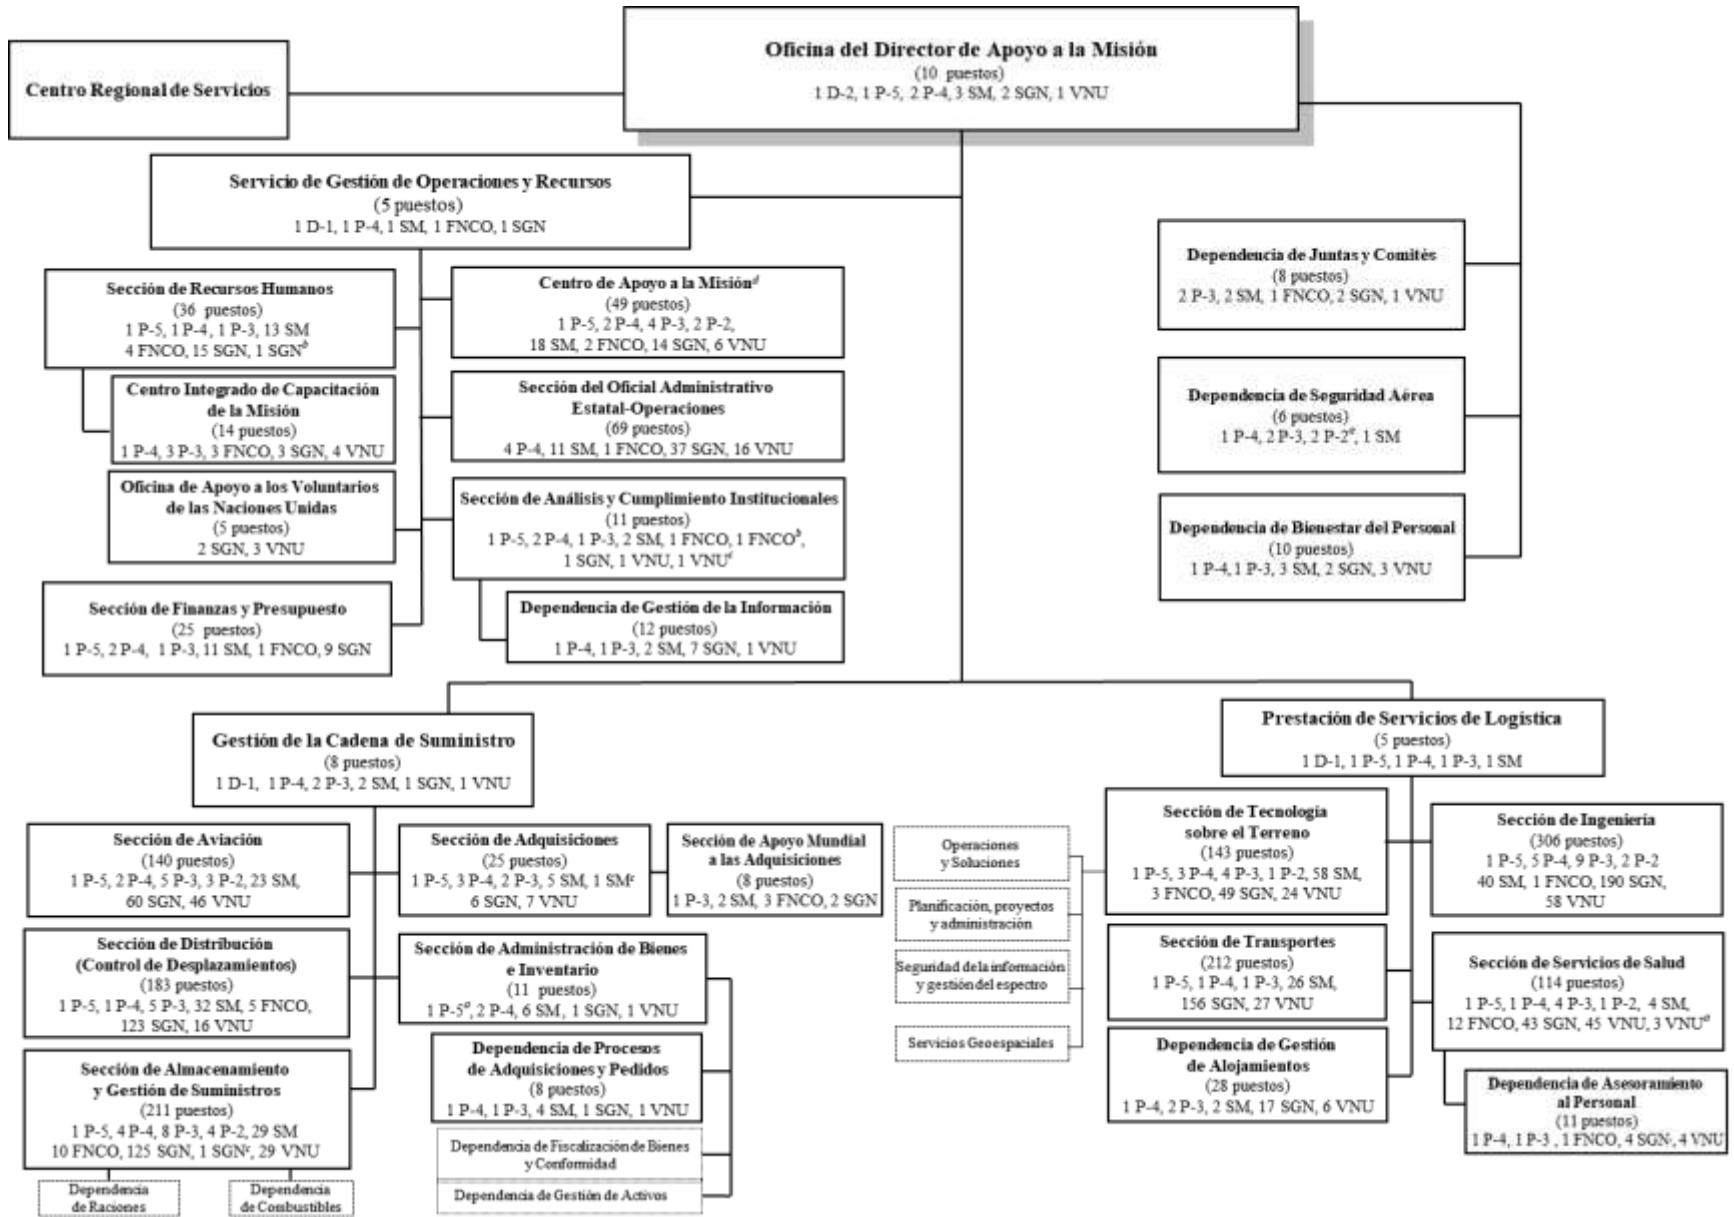 Oficina del Director de Apoyo a la Misión
(10 puestos)
1 D-2, 1 P-5, 2 P-4, 3 SM, 2 SGN, 1 VNU
Centro Regional de Servicios
Servicio de Gestión de Operaciones y Recursos
(5 puestos)
1 D-1, 1 P-4, 1 SM, 1 FNCO, 1 SGN
Sección de Recursos Humanos
(36 puestos)
1 P-5, 1 P-4, 1 P-3, 13 SM
4 FNCO, 15 SGN, 1 SGNᵇ
Centro Integrado de Capacitación
de la Misión
(14 puestos)
1 P-4, 3 P-3, 3 FNCO, 3 SGN, 4 VNU
Oficina de Apoyo a los Voluntarios
de las Naciones Unidas
(5 puestos)
2 SGN, 3 VNU
Sección de Finanzas y Presupuesto
(25 puestos)
1 P-5, 2 P-4, 1 P-3, 11 SM, 1 FNCO, 9 SGN
Centro de Apoyo a la Misiónᵈ
(49 puestos)
1 P-5, 2 P-4, 4 P-3, 2 P-2,
18 SM, 2 FNCO, 14 SGN, 6 VNU
Sección del Oficial Administrativo
Estatal-Operaciones
(69 puestos)
4 P-4, 11 SM, 1 FNCO, 37 SGN, 16 VNU
Sección de Análisis y Cumplimiento Institucionales
(11 puestos)
1 P-5, 2 P-4, 1 P-3, 2 SM, 1 FNCO, 1 FNCOᵇ,
1 SGN, 1 VNU, 1 VNUᶜ
Dependencia de Gestión de la Información
(12 puestos)
1 P-4, 1 P-3, 2 SM, 7 SGN, 1 VNU
Dependencia de Juntas y Comités
(8 puestos)
2 P-3, 2 SM, 1 FNCO, 2 SGN, 1 VNU
Dependencia de Seguridad Aérea
(6 puestos)
1 P-4, 2 P-3, 2 P-2ᵃ, 1 SM
Dependencia de Bienestar del Personal
(10 puestos)
1 P-4, 1 P-3, 3 SM, 2 SGN, 3 VNU
Gestión de la Cadena de Suministro
(8 puestos)
1 D-1, 1 P-4, 2 P-3, 2 SM, 1 SGN, 1 VNU
Sección de Aviación
(140 puestos)
1 P-5, 2 P-4, 5 P-3, 3 P-2, 23 SM,
60 SGN, 46 VNU
Sección de Distribución
(Control de Desplazamientos)
(183 puestos)
1 P-5, 1 P-4, 5 P-3, 32 SM, 5 FNCO,
123 SGN, 16 VNU
Sección de Almacenamiento
y Gestión de Suministros
(211 puestos)
1 P-5, 4 P-4, 8 P-3, 4 P-2, 29 SM
10 FNCO, 125 SGN, 1 SGNᶜ, 29 VNU
Dependencia
de Raciones
Dependencia
de Combustibles
Sección de Adquisiciones
(25 puestos)
1 P-5, 3 P-4, 2 P-3, 5 SM, 1 SMᶜ
6 SGN, 7 VNU
Sección de Apoyo Mundial
a las Adquisiciones
(8 puestos)
1 P-3, 2 SM, 3 FNCO, 2 SGN
Sección de Administración de Bienes
e Inventario
(11 puestos)
1 P-5ᵃ, 2 P-4, 6 SM, 1 SGN, 1 VNU
Dependencia de Procesos
de Adquisiciones y Pedidos
(8 puestos)
1 P-4, 1 P-3, 4 SM, 1 SGN, 1 VNU
Dependencia de Fiscalización de Bienes
y Conformidad
Dependencia de Gestión de Activos
Prestación de Servicios de Logística
(5 puestos)
1 D-1, 1 P-5, 1 P-4, 1 P-3, 1 SM
Operaciones
y Soluciones
Planificación, proyectos
y administración
Seguridad de la información
y gestión del espectro
Servicios Geoespaciales
Sección de Tecnología
sobre el Terreno
(143 puestos)
1 P-5, 3 P-4, 4 P-3, 1 P-2, 58 SM,
3 FNCO, 49 SGN, 24 VNU
Sección de Transportes
(212 puestos)
1 P-5, 1 P-4, 1 P-3, 26 SM,
156 SGN, 27 VNU
Dependencia de Gestión
de Alojamientos
(28 puestos)
1 P-4, 2 P-3, 2 SM, 17 SGN, 6 VNU
Sección de Ingeniería
(306 puestos)
1 P-5, 5 P-4, 9 P-3, 2 P-2
40 SM, 1 FNCO, 190 SGN,
58 VNU
Sección de Servicios de Salud
(114 puestos)
1 P-5, 1 P-4, 4 P-3, 1 P-2, 4 SM,
12 FNCO, 43 SGN, 45 VNU, 3 VNUᵃ
Dependencia de Asesoramiento
al Personal
(11 puestos)
1 P-4, 1 P-3 , 1 FNCO, 4 SGN, 4 VNU